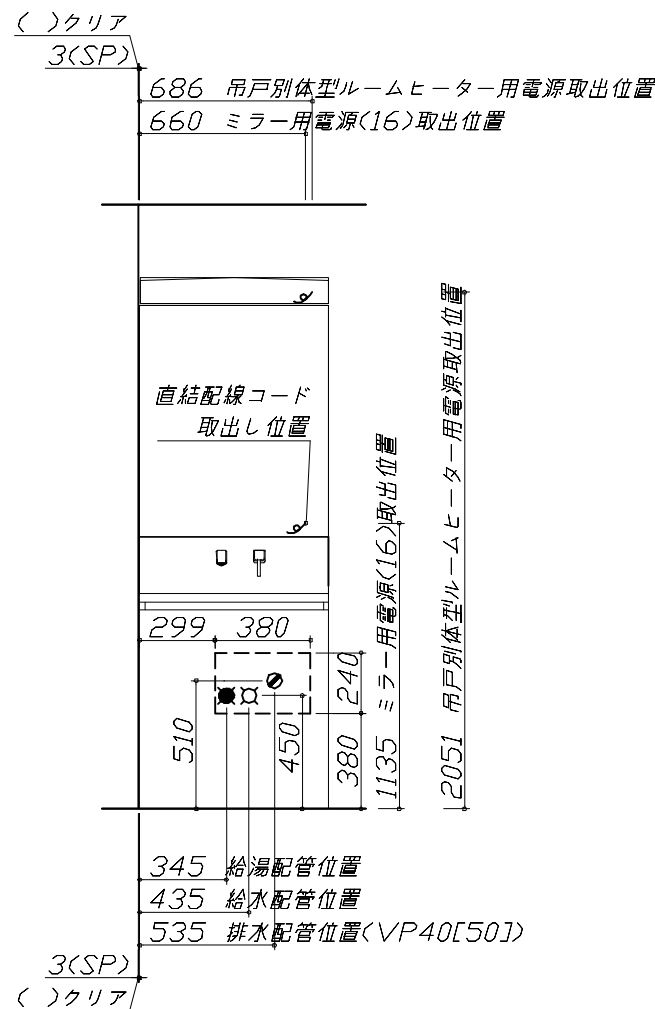 ( )クリア
3(SP)
686 吊戸別体型ルームヒーター用電源取出位置
660 ミラー用電源(16)取出位置
直結配線コード
取出し位置
299
380
240
510
450
380
1135 ミラー用電源(16)取出位置
2051 吊戸別体型ルームヒーター用電源取出位置
345 給湯配管位置
435 給水配管位置
535 排水配管位置(VP40[50])
3(SP)
( )クリア